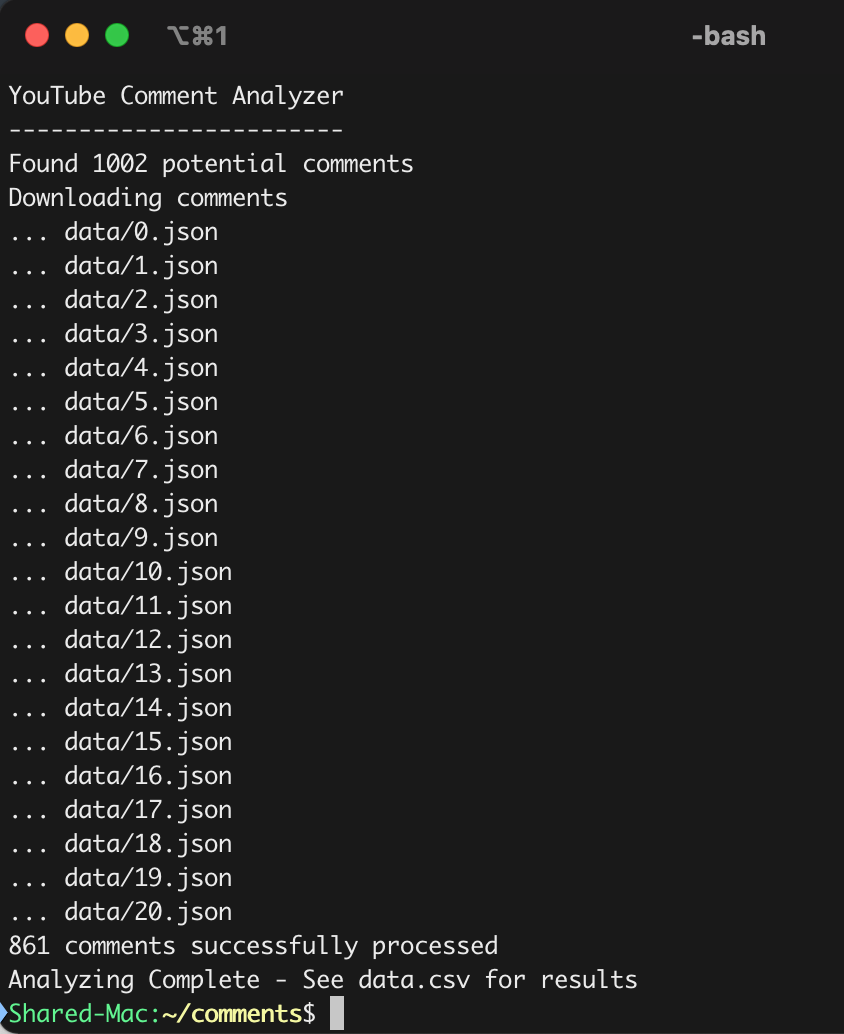 ⌥⌘1 -bash
YouTube Comment Analyzer
------------------------
Found 1002 potential comments
Downloading comments
... data/0.json
... data/1.json
... data/2.json
... data/3.json
... data/4.json
... data/5.json
... data/6.json
... data/7.json
... data/8.json
... data/9.json
... data/10.json
... data/11.json
... data/12.json
... data/13.json
... data/14.json
... data/15.json
... data/16.json
... data/17.json
... data/18.json
... data/19.json
... data/20.json
861 comments successfully processed
Analyzing Complete - See data.csv for results
Shared-Mac:~/comments$